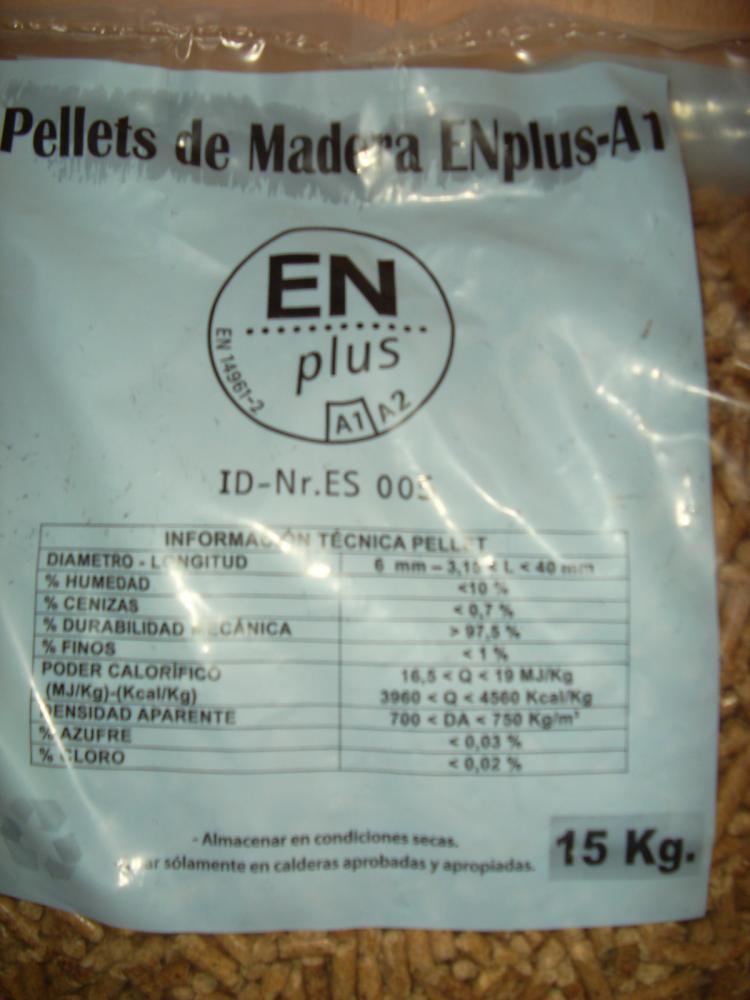 Pellets de Madera ENplus-A1
EN
plus
EN 14961-2
A1 A2
ID-Nr.ES 005
INFORMACIÓN TÉCNICA PELLET
DIAMETRO - LONGITUD 6 mm – 3,15 < L < 40 mm
% HUMEDAD <10 %
% CENIZAS < 0,7 %
% DURABILIDAD MECÁNICA > 97,5 %
% FINOS < 1 %
PODER CALORÍFICO 16,5 < Q < 19 MJ/Kg
(MJ/Kg)-(Kcal/Kg) 3960 < Q < 4560 Kcal/Kg
DENSIDAD APARENTE 700 < DA < 750 Kg/m³
% AZUFRE < 0,03 %
% CLORO < 0,02 %
- Almacenar en condiciones secas.
sólamente en calderas aprobadas y apropiadas.
15 Kg.